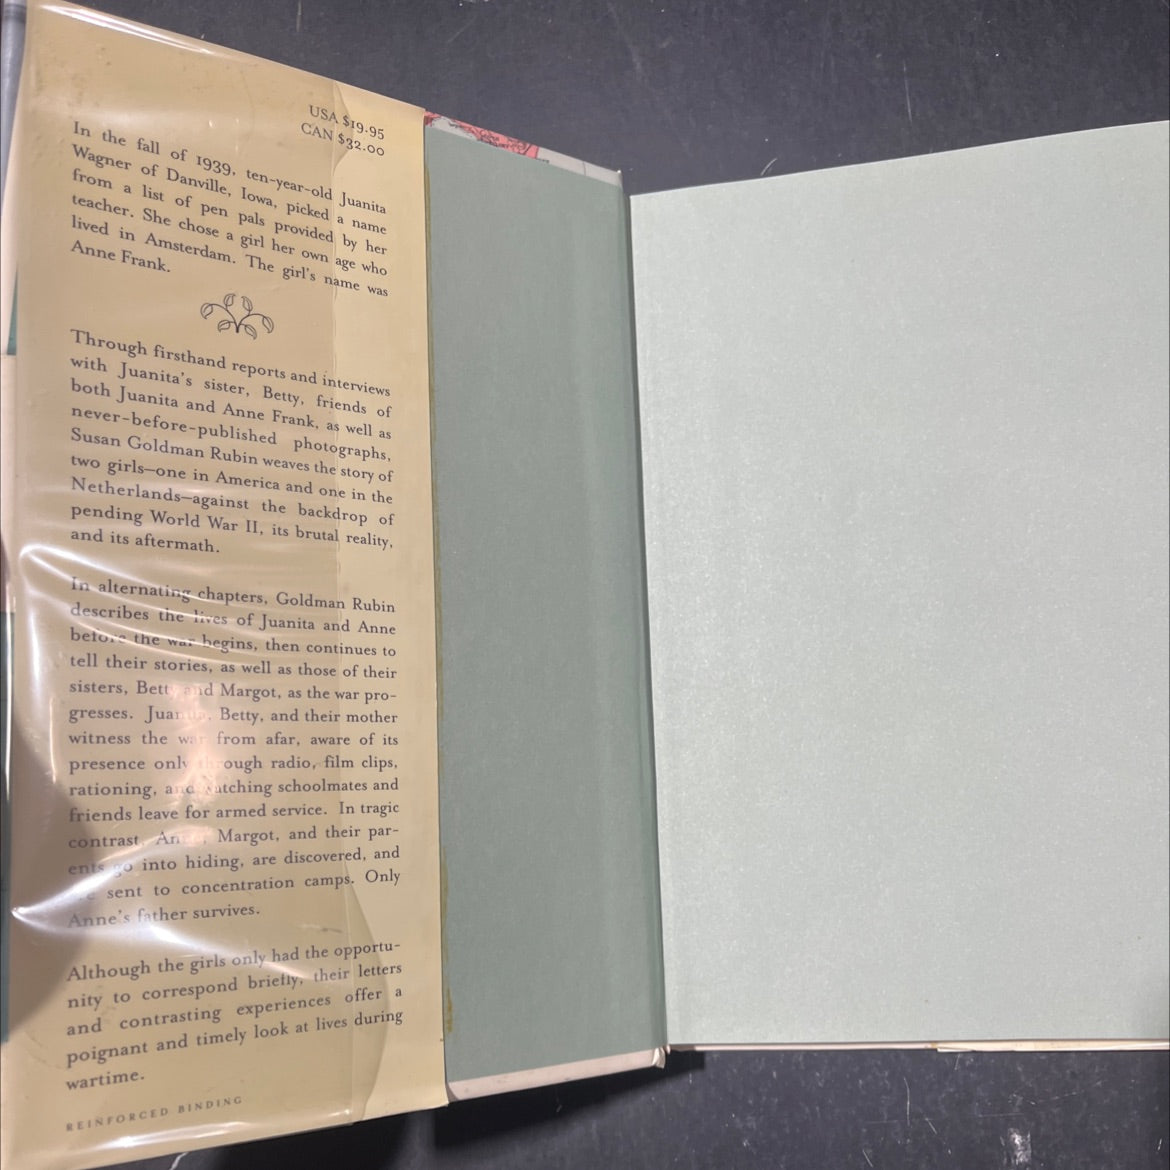 USA $19.95
CAN $32.00
In the fall of 1939, ten-year-old Juanita
Wagner of Danville, Iowa, picked a name
from a list of pen pals provided by her
teacher. She chose a girl her own age who
lived in Amsterdam. The girl's name was
Anne Frank.
Through firsthand reports and interviews
with Juanita's sister, Betty, friends of
both Juanita and Anne Frank, as well as
never-before-published photographs,
Susan Goldman Rubin weaves the story of
two girls—one in America and one in the
Netherlands—against the backdrop of
pending World War II, its brutal reality,
and its aftermath.
In alternating chapters, Goldman Rubin
describes the lives of Juanita and Anne
before the war begins, then continues to
tell their stories, as well as those of their
sisters, Betty and Margot, as the war pro-
gresses. Juanita, Betty, and their mother
witness the war from afar, aware of its
presence only through radio, film clips,
rationing, and watching schoolmates and
friends leave for armed service. In tragic
contrast, Anne, Margot, and their par-
ents go into hiding, are discovered, and
are sent to concentration camps. Only
Anne's father survives.
Although the girls only had the opportu-
nity to correspond briefly, their letters
and contrasting experiences offer a
poignant and timely look at lives during
wartime.
REINFORCED BINDING